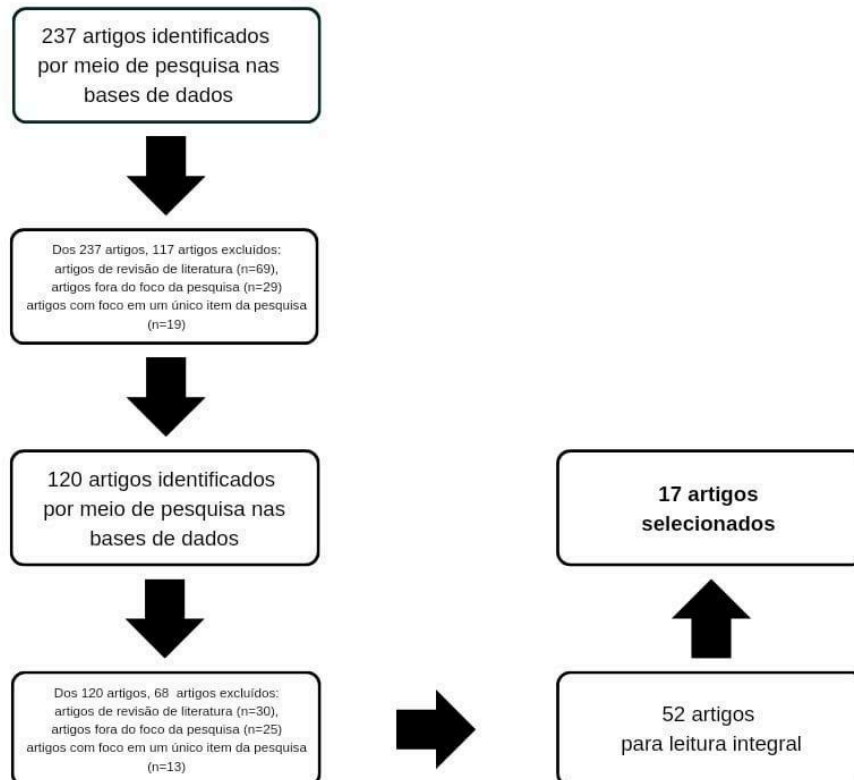 237 artigos identificados
por meio de pesquisa nas
bases de dados
Dos 237 artigos, 117 artigos excluídos:
artigos de revisão de literatura (n=69),
artigos fora do foco da pesquisa (n=29)
artigos com foco em um único item da pesquisa
(n=19)
120 artigos identificados
por meio de pesquisa nas
bases de dados
Dos 120 artigos, 68 artigos excluídos:
artigos de revisão de literatura (n=30),
artigos fora do foco da pesquisa (n=25)
artigos com foco em um único item da pesquisa
(n=13)
52 artigos
para leitura integral
17 artigos
selecionados